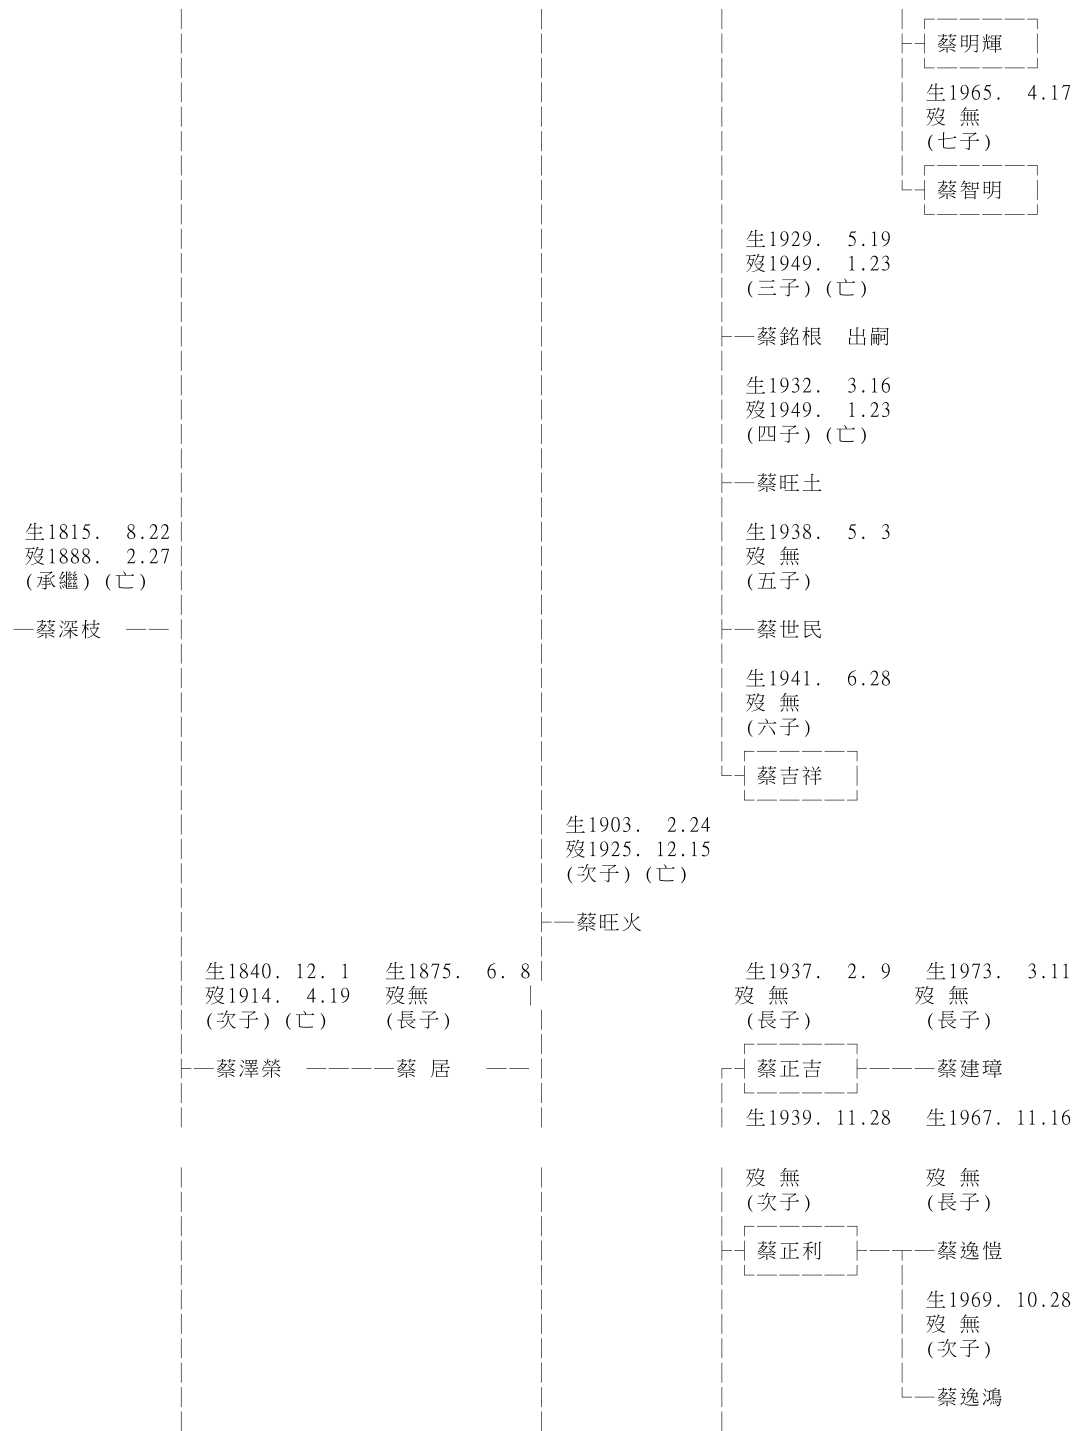 蔡明輝
生1965. 4.17
歿 無
(七子)
蔡智明
生1929. 5.19
歿1949. 1.23
(三子)(亡)
蔡銘根 出嗣
生1932. 3.16
歿1949. 1.23
(四子)(亡)
蔡旺土
生1815. 8.22 生1938. 5. 3
歿1888. 2.27 歿 無
(承繼)(亡) (五子)
蔡深枝 蔡世民
生1941. 6.28
歿 無
(六子)
蔡吉祥
生1903. 2.24
歿1925. 12.15
(次子)(亡)
蔡旺火
生1840. 12. 1 生1875. 6. 8 生1937. 2. 9 生1973. 3.11
歿1914. 4.19 歿無 歿 無 歿 無
(次子)(亡) (長子) (長子) (長子)
蔡澤榮 蔡 居 蔡正吉 蔡建璋
生1939. 11.28 生1967. 11.16
歿 無 歿 無
(次子) (長子)
蔡正利 蔡逸愷
生1969. 10.28
歿 無
(次子)
蔡逸鴻